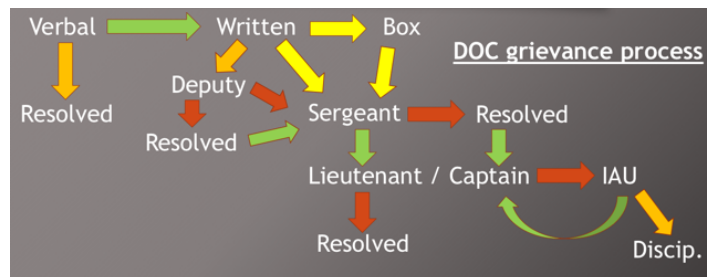 Verbal Written Box
DOC grievance process
Deputy
Resolved
Sergeant Resolved
Resolved
Lieutenant / Captain IAU
Resolved
Discip.